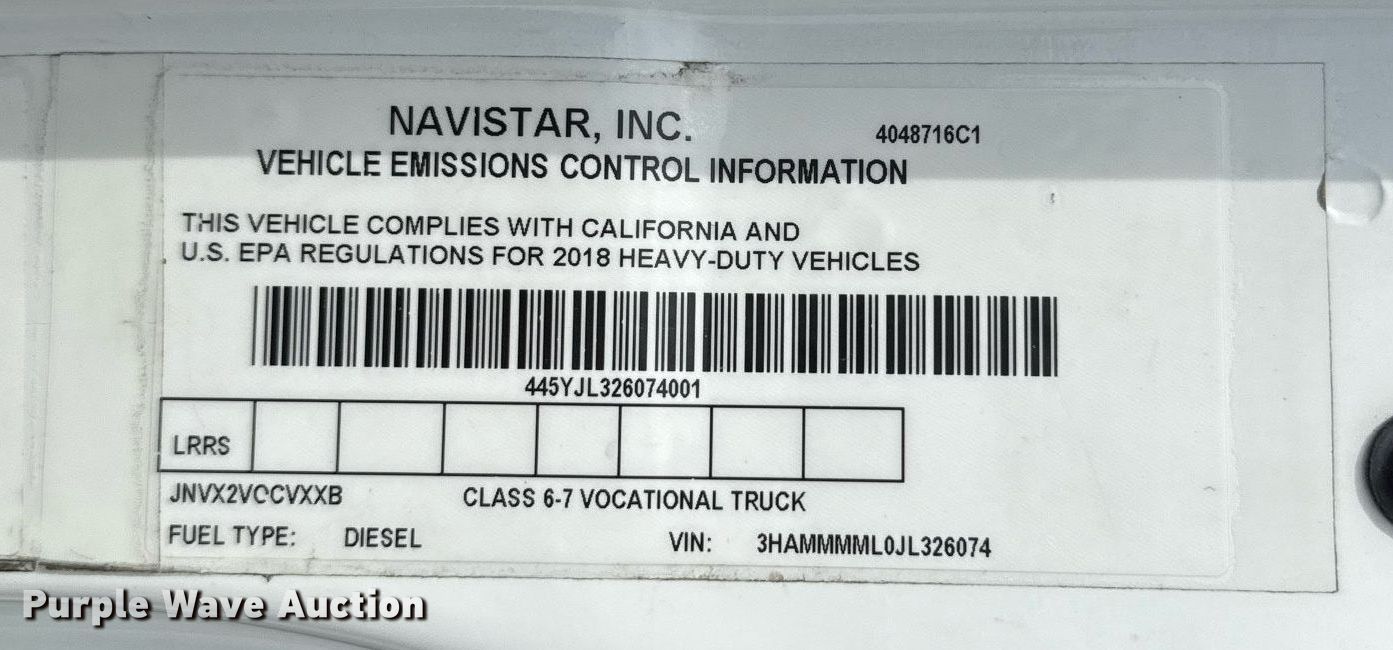 NAVISTAR, INC.
4048716C1
VEHICLE EMISSIONS CONTROL INFORMATION
THIS VEHICLE COMPLIES WITH CALIFORNIA AND
U.S. EPA REGULATIONS FOR 2018 HEAVY-DUTY VEHICLES
445YJL326074001
LRRS
JNVX2VOCVXXB CLASS 6-7 VOCATIONAL TRUCK
FUEL TYPE: DIESEL VIN: 3HAMMMML0JL326074
Purple Wave Auction